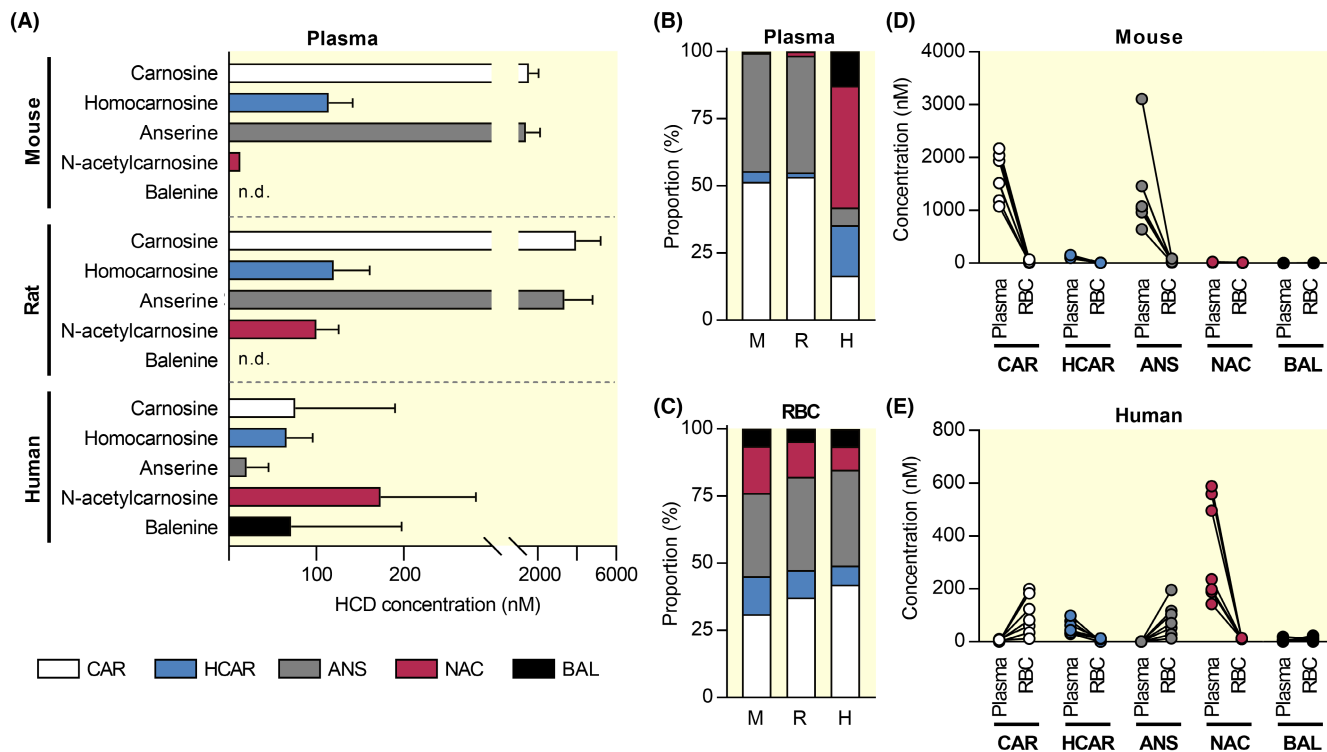 (A)
Plasma
Mouse
Carnosine
Homocarnosine
Anserine
N-acetylcarnosine
Balenine
n.d.
Rat
Carnosine
Homocarnosine
Anserine
N-acetylcarnosine
Balenine
n.d.
Human
Carnosine
Homocarnosine
Anserine
N-acetylcarnosine
Balenine
100
200
2000
6000
HCD concentration (nM)
CAR
HCAR
ANS
NAC
BAL
(B)
Plasma
Proportion (%)
100
75
50
25
0
M
R
H
(C)
RBC
Proportion (%)
100
75
50
25
0
M
R
H
(D)
Mouse
Concentration (nM)
4000
3000
2000
1000
0
Plasma
RBC
Plasma
RBC
Plasma
RBC
Plasma
RBC
Plasma
RBC
CAR
HCAR
ANS
NAC
BAL
(E)
Human
Concentration (nM)
800
600
400
200
0
Plasma
RBC
Plasma
RBC
Plasma
RBC
Plasma
RBC
Plasma
RBC
CAR
HCAR
ANS
NAC
BAL